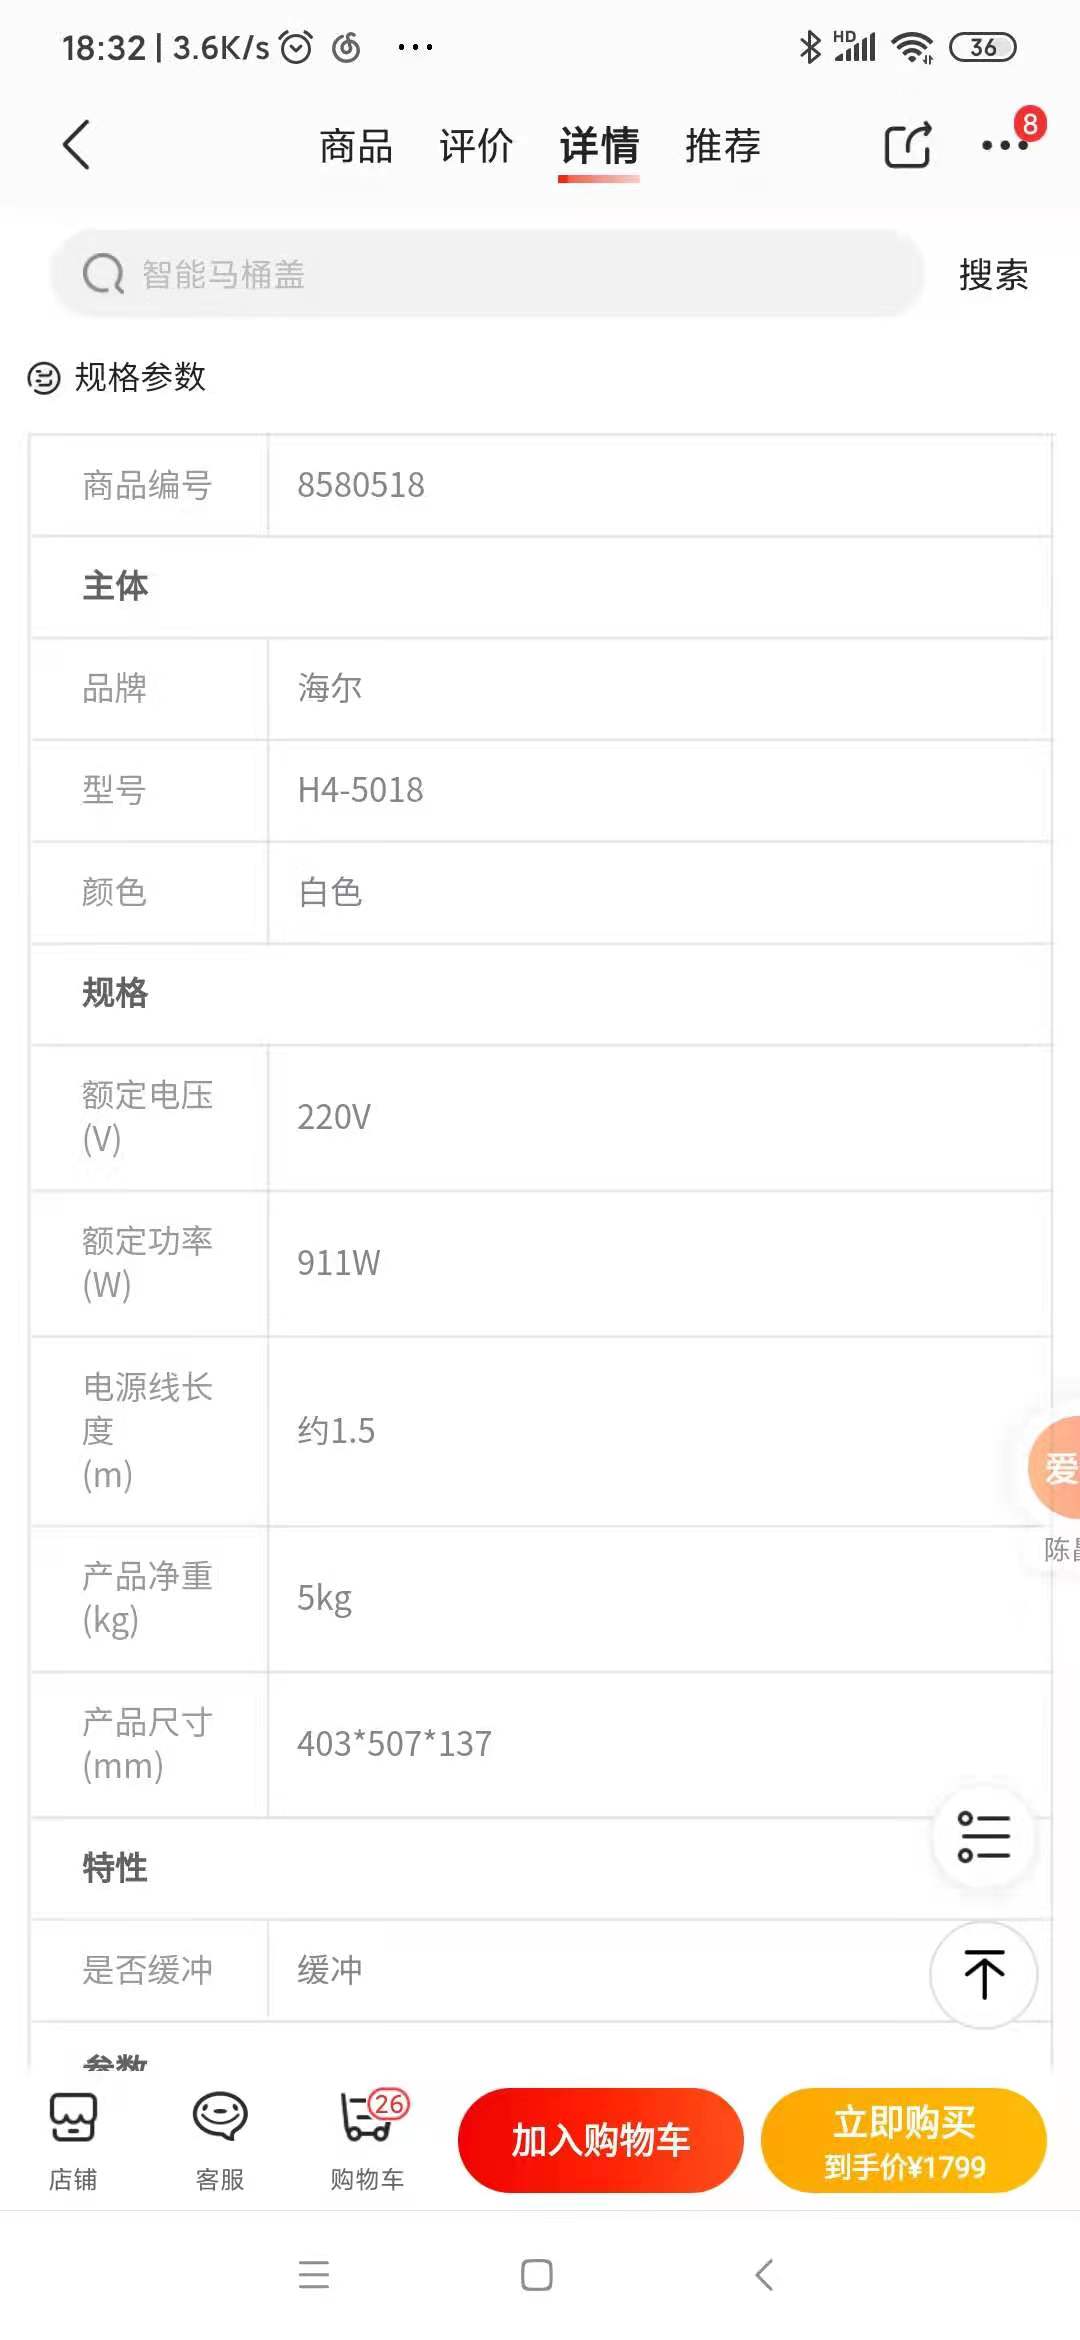 18:32 | 3.6K/s ...
HD
36
商品 评价 详情 推荐
8
智能马桶盖
搜索
规格参数
商品编号 8580518
主体
品牌 海尔
型号 H4-5018
颜色 白色
规格
额定电压
(V)
220V
额定功率
(W)
911W
电源线长
度
(m)
约1.5
产品净重
(kg)
5kg
产品尺寸
(mm)
403*507*137
特性
是否缓冲 缓冲
参数
爱
陈
店铺
客服
26
购物车
加入购物车
立即购买
到手价¥1799